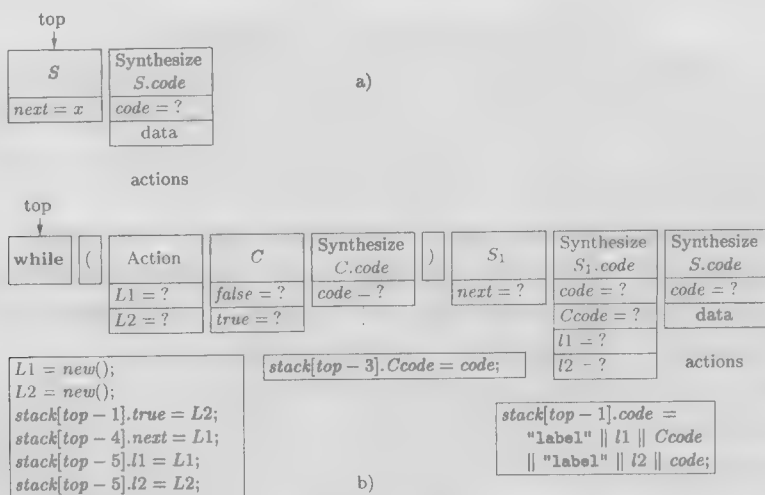 top
S
next = x
Synthesize
S.code
code = ?
data
a)
actions
top
while
(
Action
L1 = ?
L2 = ?
C
false = ?
true = ?
Synthesize
C.code
code = ?
)
S₁
next = ?
Synthesize
S₁.code
code = ?
Ccode = ?
l1 = ?
l2 = ?
Synthesize
S.code
code = ?
data
actions
L1 = new();
L2 = new();
stack[top − 1].true = L2;
stack[top − 4].next = L1;
stack[top − 5].l1 = L1;
stack[top − 5].l2 = L2;
stack[top − 3].Ccode = code;
stack[top − 1].code =
"label" || l1 || Ccode
|| "label" || l2 || code;
b)